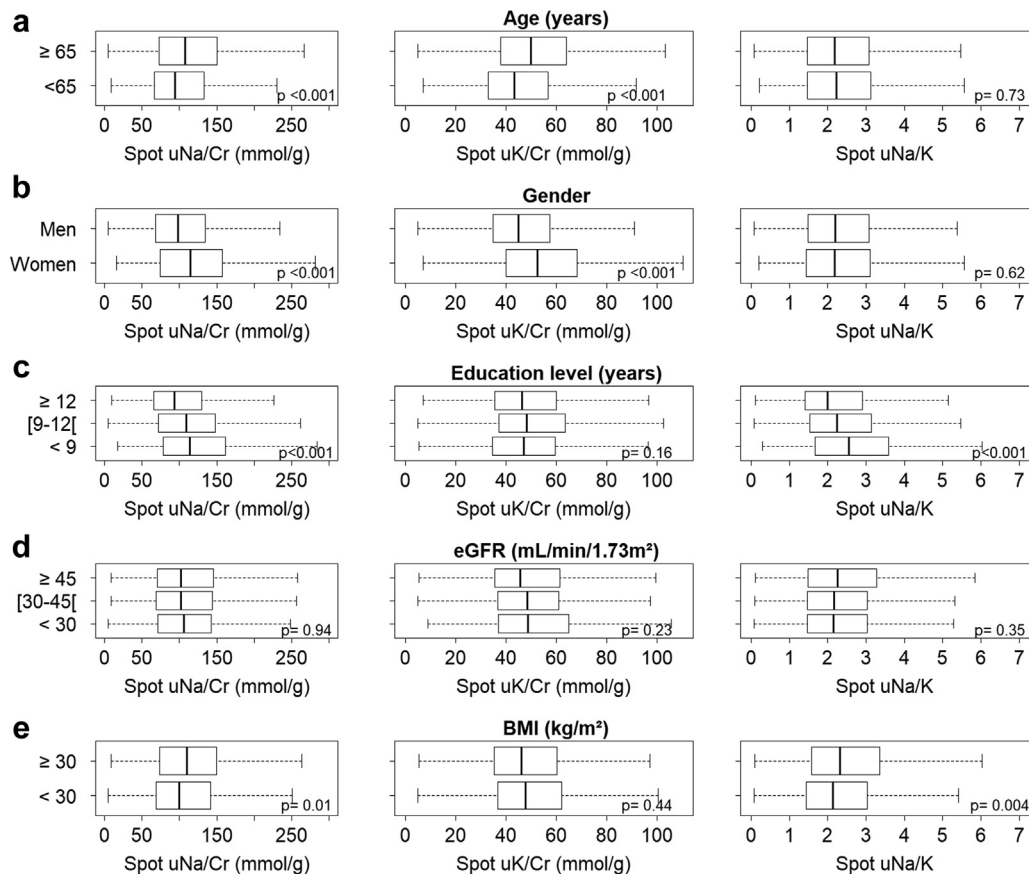 a
Age (years)
≥ 65
<65
p <0.001
p <0.001
p= 0.73
0 50 150 250
0 20 40 60 80 100
0 1 2 3 4 5 6 7
Spot uNa/Cr (mmol/g)
Spot uK/Cr (mmol/g)
Spot uNa/K
b
Gender
Men
Women
p <0.001
p <0.001
p= 0.62
0 50 150 250
0 20 40 60 80 100
0 1 2 3 4 5 6 7
Spot uNa/Cr (mmol/g)
Spot uK/Cr (mmol/g)
Spot uNa/K
c
Education level (years)
≥ 12
[9-12[
< 9
p<0.001
p= 0.16
p<0.001
0 50 150 250
0 20 40 60 80 100
0 1 2 3 4 5 6 7
Spot uNa/Cr (mmol/g)
Spot uK/Cr (mmol/g)
Spot uNa/K
d
eGFR (mL/min/1.73m²)
≥ 45
[30-45[
< 30
p= 0.94
p= 0.23
p= 0.35
0 50 150 250
0 20 40 60 80 100
0 1 2 3 4 5 6 7
Spot uNa/Cr (mmol/g)
Spot uK/Cr (mmol/g)
Spot uNa/K
e
BMI (kg/m²)
≥ 30
< 30
p= 0.01
p= 0.44
p= 0.004
0 50 150 250
0 20 40 60 80 100
0 1 2 3 4 5 6 7
Spot uNa/Cr (mmol/g)
Spot uK/Cr (mmol/g)
Spot uNa/K